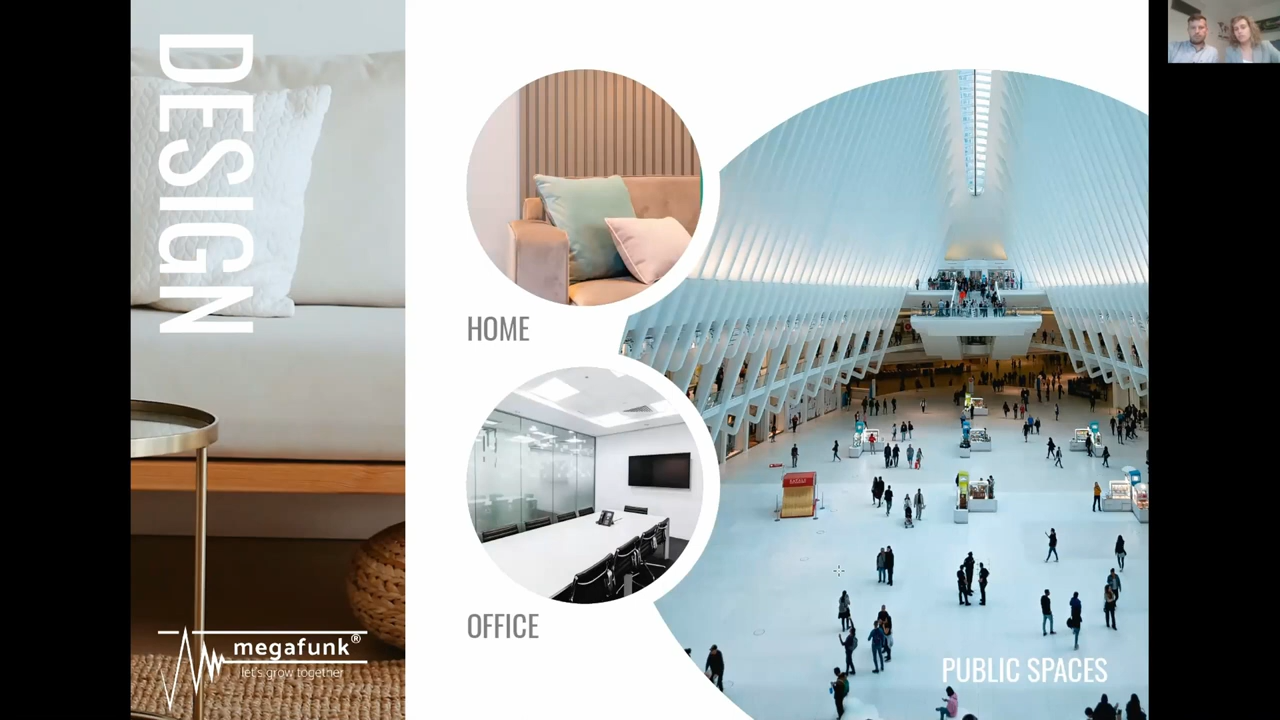 DESIGN
HOME
OFFICE
PUBLIC SPACES
megafunk®
let's grow together